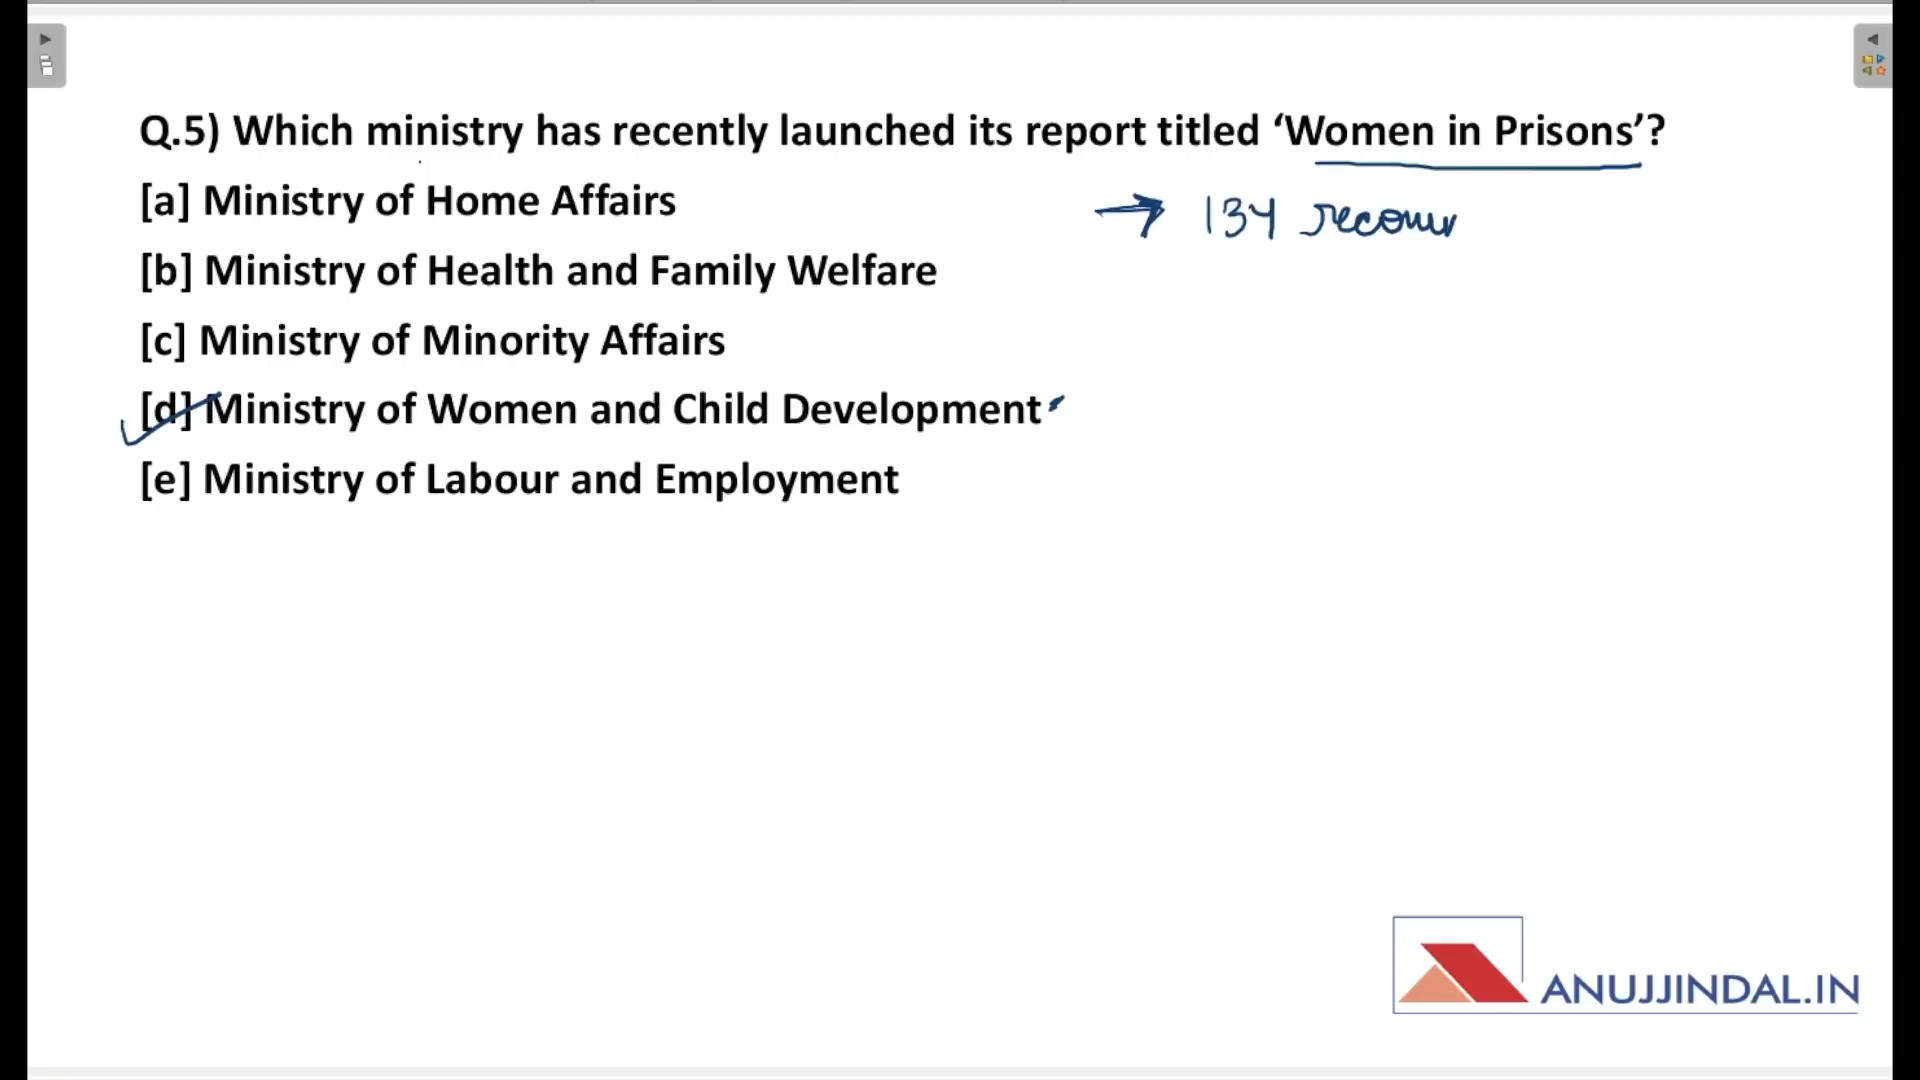 Q.5) Which ministry has recently launched its report titled ‘Women in Prisons’?
[a] Ministry of Home Affairs
→ 134 recom
[b] Ministry of Health and Family Welfare
[c] Ministry of Minority Affairs
[d] Ministry of Women and Child Development
[e] Ministry of Labour and Employment
ANUJJINDAL.IN